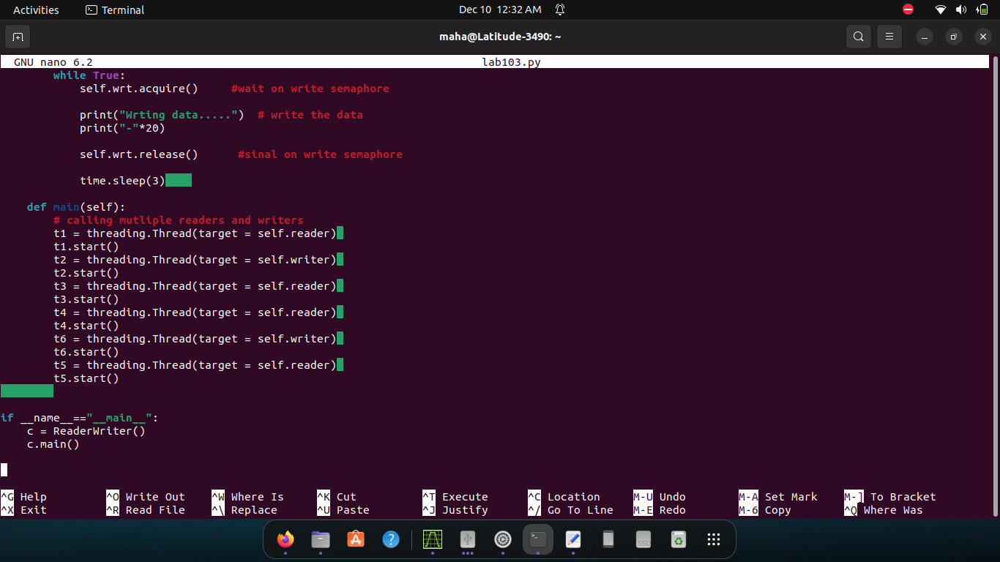 Activities Terminal Dec 10 12:32 AM
maha@Latitude-3490: ~
GNU nano 6.2 lab103.py
while True:
self.wrt.acquire() #wait on write semaphore
print("Wrting data.....") # write the data
print("-"*20)
self.wrt.release() #sinal on write semaphore
time.sleep(3)
def main(self):
# calling mutliple readers and writers
t1 = threading.Thread(target = self.reader)
t1.start()
t2 = threading.Thread(target = self.writer)
t2.start()
t3 = threading.Thread(target = self.reader)
t3.start()
t4 = threading.Thread(target = self.reader)
t4.start()
t6 = threading.Thread(target = self.writer)
t6.start()
t5 = threading.Thread(target = self.reader)
t5.start()
if __name__=="__main__":
c = ReaderWriter()
c.main()
^G Help ^O Write Out ^W Where Is ^K Cut ^T Execute ^C Location M-U Undo M-A Set Mark M-] To Bracket
^X Exit ^R Read File ^\ Replace ^U Paste ^J Justify ^/ Go To Line M-E Redo M-6 Copy ^Q Where Was
SSD